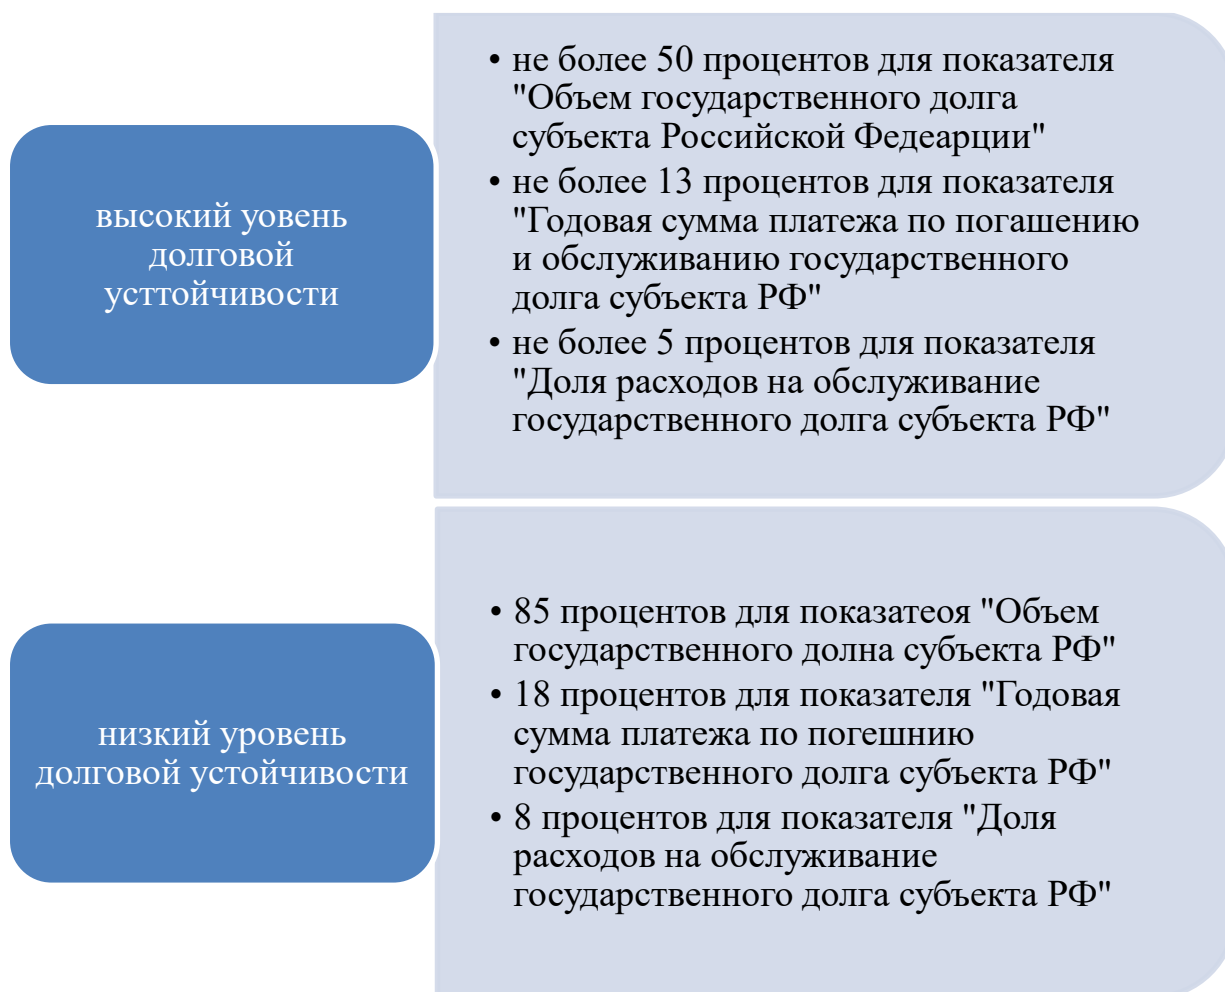 высокий уовень
долговой
усттойчивости
• не более 50 процентов для показателя
"Объем государственного долга
субъекта Российской Федеарции"
• не более 13 процентов для показателя
"Годовая сумма платежа по погашению
и обслуживанию государственного
долга субъекта РФ"
• не более 5 процентов для показателя
"Доля расходов на обслуживание
государственного долга субъекта РФ"
низкий уровень
долговой устойчивости
• 85 процентов для показатеоя "Объем
государственного долна субъекта РФ"
• 18 процентов для показателя "Годовая
сумма платежа по погешнию
государственного долга субъекта РФ"
• 8 процентов для показателя "Доля
расходов на обслуживание
государственного долга субъекта РФ"